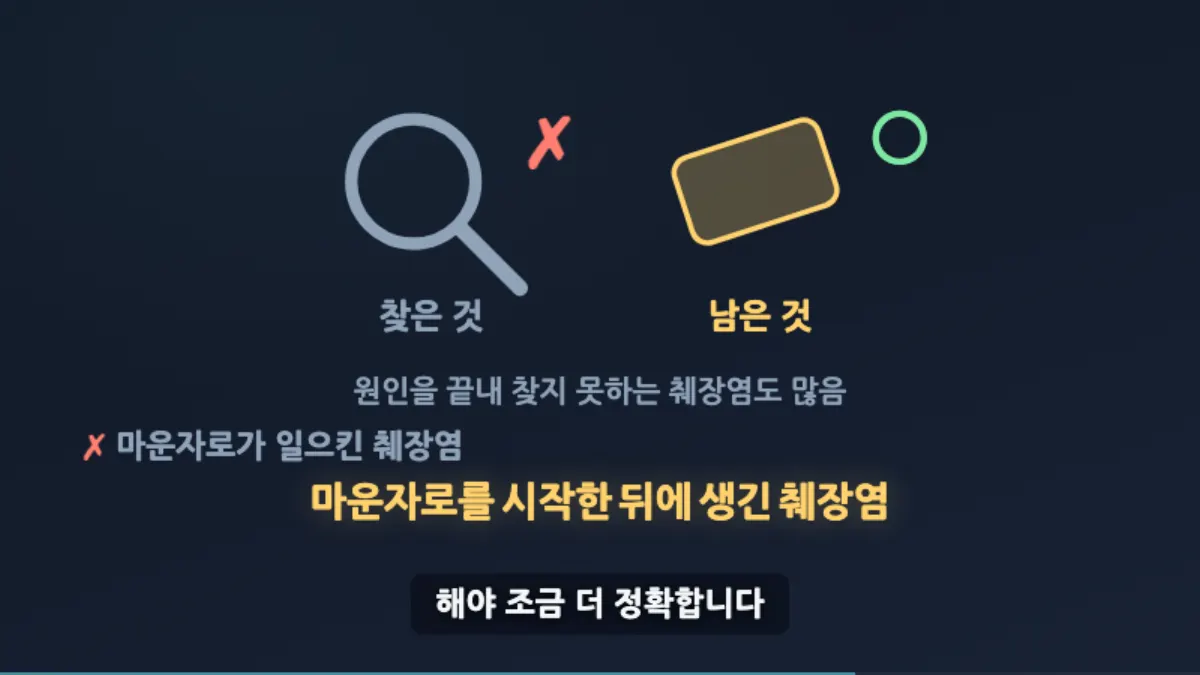 찾은 것
남은 것
원인을 끝내 찾지 못하는 췌장염도 많음
✗ 마운자로가 일으킨 췌장염
마운자로를 시작한 뒤에 생긴 췌장염
해야 조금 더 정확합니다